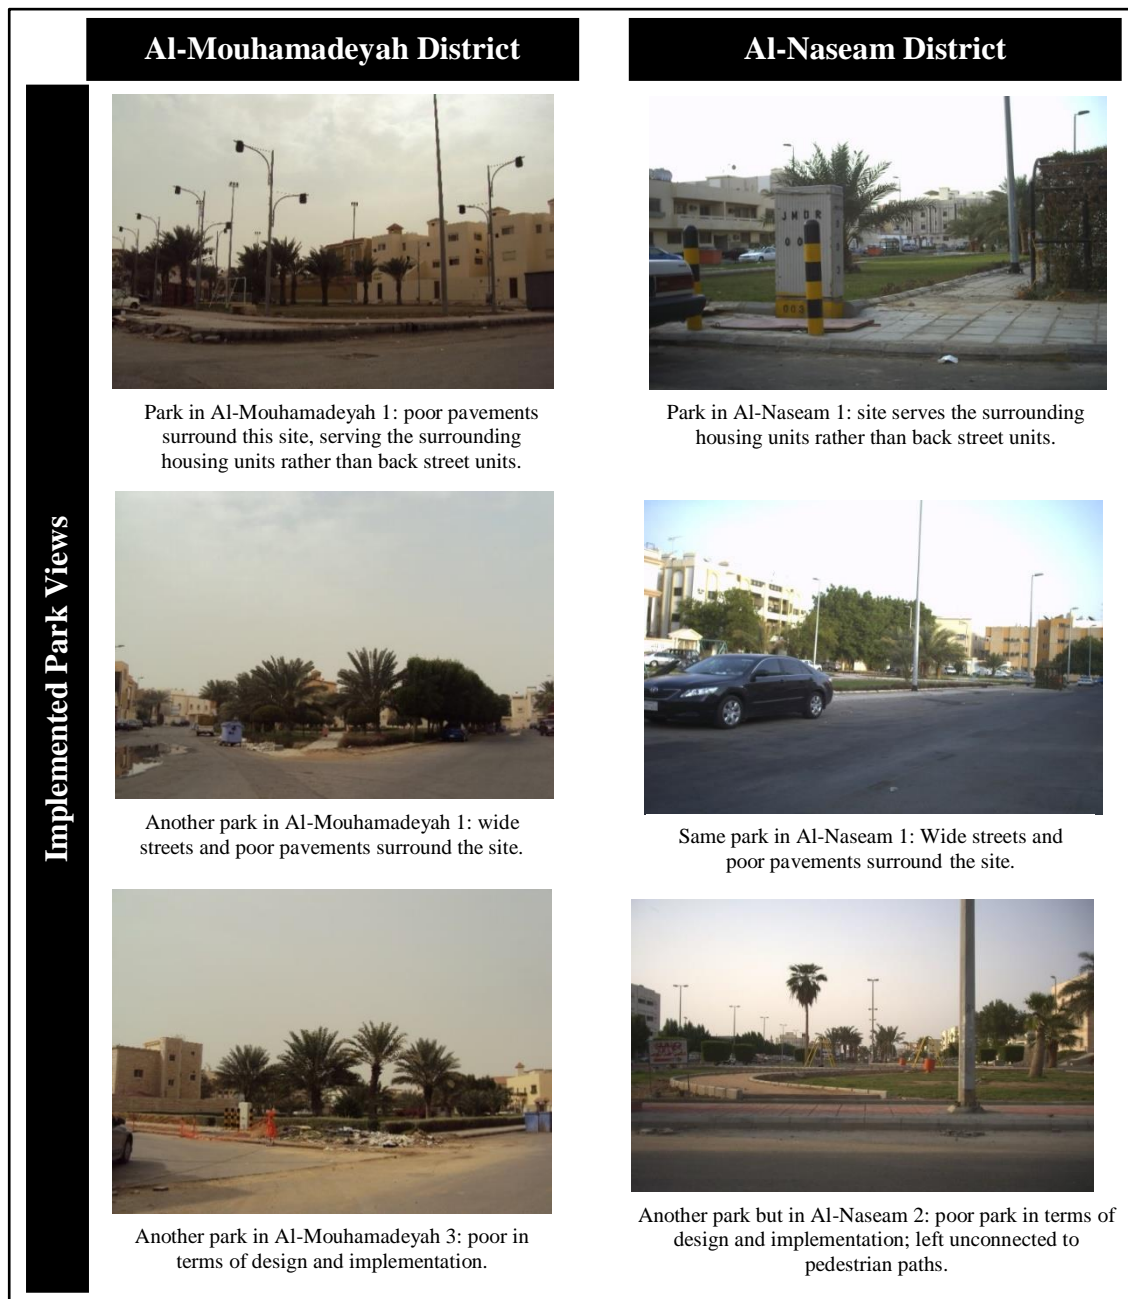 Al-Mouhamadeyah District
Al-Naseam District
Implemented Park Views
JMDR
003
Park in Al-Mouhamadeyah 1: poor pavements
surround this site, serving the surrounding
housing units rather than back street units.
Park in Al-Naseam 1: site serves the surrounding
housing units rather than back street units.
Another park in Al-Mouhamadeyah 1: wide
streets and poor pavements surround the site.
Same park in Al-Naseam 1: Wide streets and
poor pavements surround the site.
Another park in Al-Mouhamadeyah 3: poor in
terms of design and implementation.
Another park but in Al-Naseam 2: poor park in terms of
design and implementation; left unconnected to
pedestrian paths.